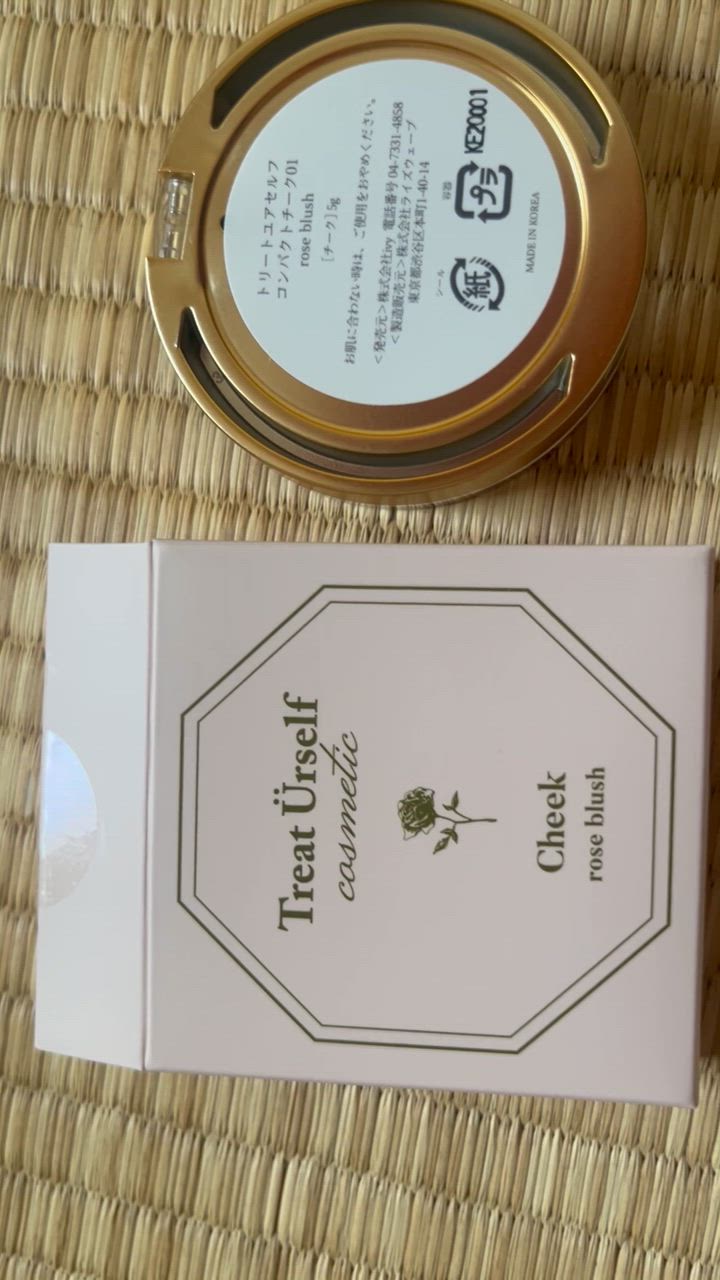 トリートユアセルフ
コンパクトチーク01
rose blush
[チーク] 5g
お肌に合わない時は、ご使用をおやめください。
<発売元>株式会社ivy 電話番号 04-7331-4858
<製造販売元>株式会社ライズウェーブ
東京都渋谷区本町1-40-14
シール
紙
容器
プラ
KE20001
MADE IN KOREA
Treat Ürself
cosmetic
Cheek
rose blush